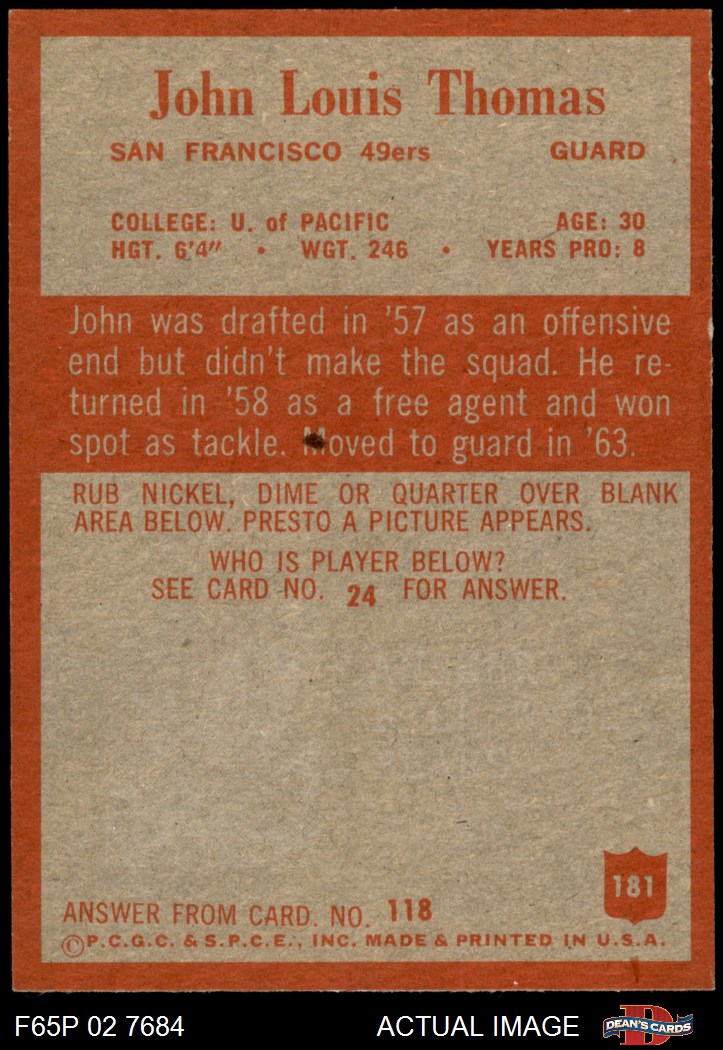 John Louis Thomas
SAN FRANCISCO 49ers GUARD
COLLEGE: U. of PACIFIC AGE: 30
HGT. 6'4" • WGT. 246 • YEARS PRO: 8
John was drafted in '57 as an offensive
end but didn't make the squad. He re-
turned in '58 as a free agent and won
spot as tackle. Moved to guard in '63.
RUB NICKEL, DIME OR QUARTER OVER BLANK
AREA BELOW. PRESTO A PICTURE APPEARS.
WHO IS PLAYER BELOW?
SEE CARD NO. 24 FOR ANSWER.
181
ANSWER FROM CARD. NO. 118
©P.C.G.C. & S.P.C.E., INC. MADE & PRINTED IN U.S.A.
F65P 02 7684 ACTUAL IMAGE D DEAN'S CARDS